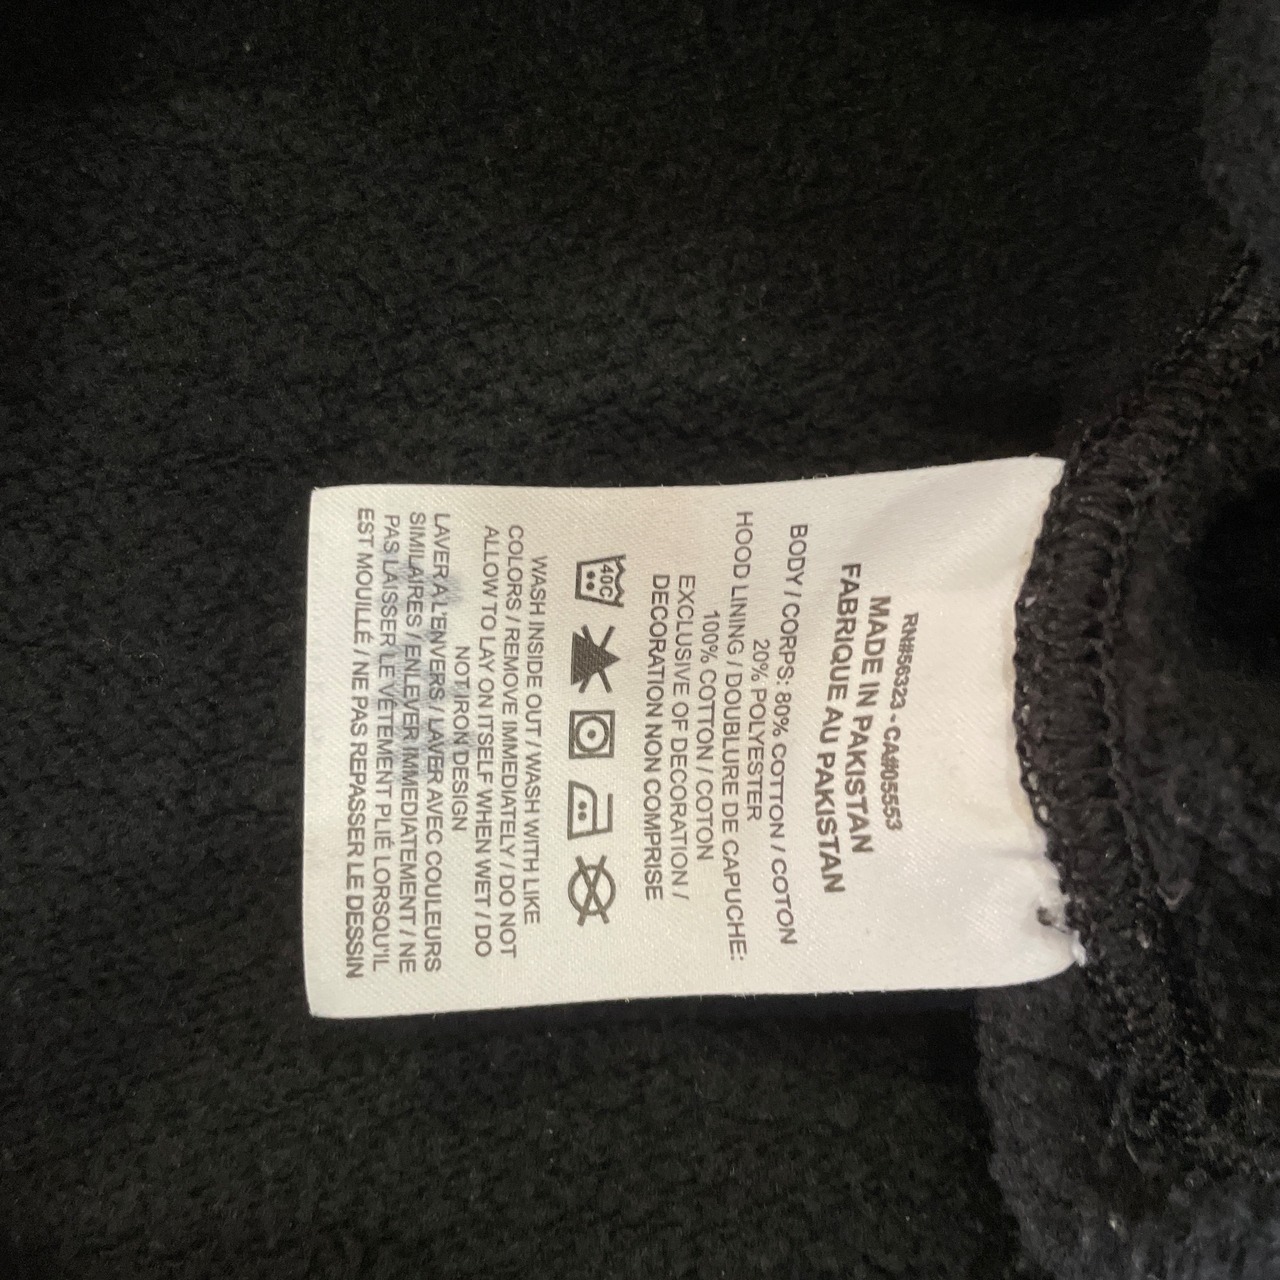 RN#56323 - CA#05553
MADE IN PAKISTAN
FABRIQUE AU PAKISTAN
BODY / CORPS: 80% COTTON / COTON
20% POLYESTER
HOOD LINING / DOUBLURE DE CAPUCHE:
100% COTTON / COTON
EXCLUSIVE OF DECORATION /
DECORATION NON COMPRISE
40C
WASH INSIDE OUT / WASH WITH LIKE
COLORS / REMOVE IMMEDIATELY / DO NOT
ALLOW TO LAY ON ITSELF WHEN WET / DO
NOT IRON DESIGN
LAVER À L'ENVERS / LAVER AVEC COULEURS
SIMILAIRES / ENLEVER IMMEDIATEMENT / NE
PAS LAISSER LE VÊTEMENT PLIÉ LORSQU'IL
EST MOUILLÉ / NE PAS REPASSER LE DESSIN